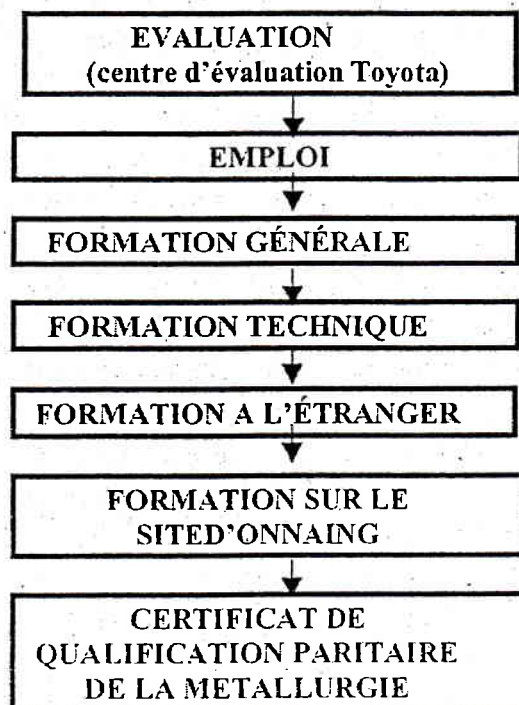 EVALUATION
(centre d'évaluation Toyota)
EMPLOI
FORMATION GÉNÉRALE
FORMATION TECHNIQUE
FORMATION A L'ÉTRANGER
FORMATION SUR LE
SITED'ONNAING
CERTIFICAT DE
QUALIFICATION PARITAIRE
DE LA METALLURGIE